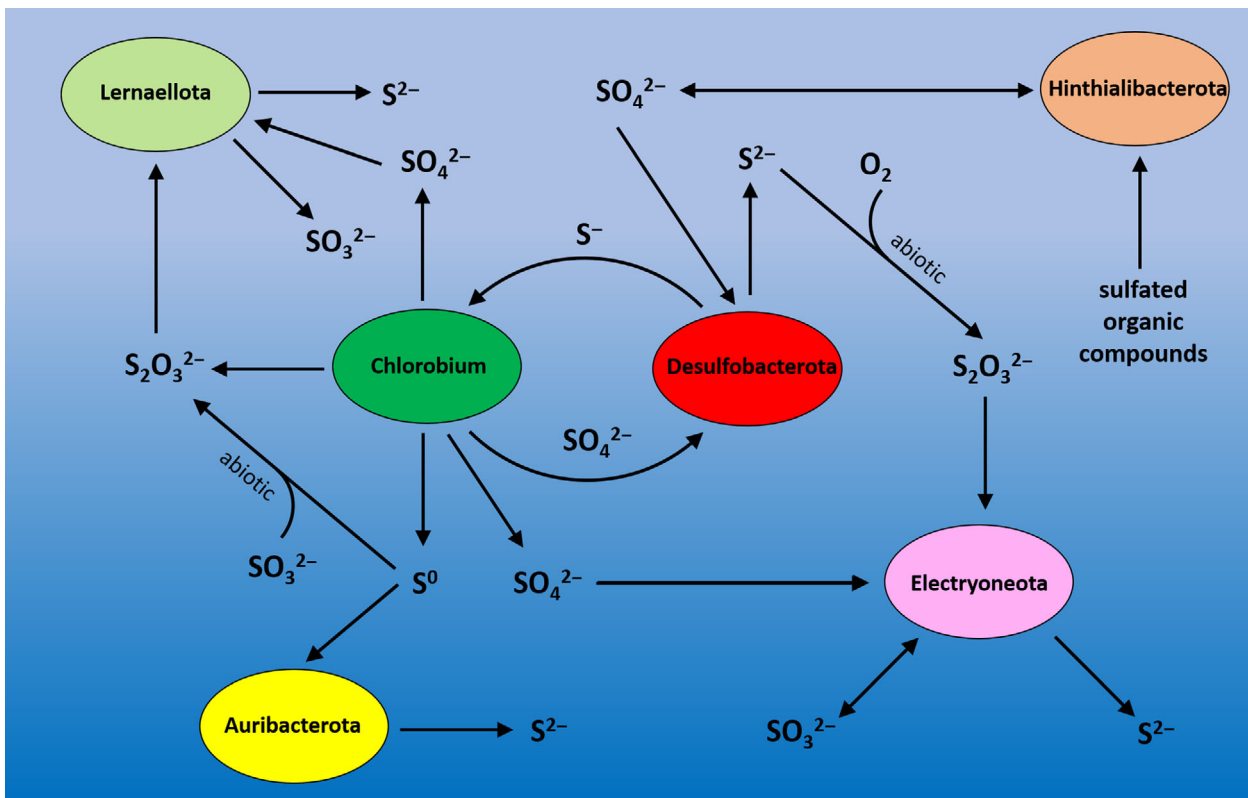 Lernaellota
S²⁻
SO₄²⁻
Hinthialibacterota
SO₄²⁻
S²⁻
O₂
SO₃²⁻
S⁻
abiotic
sulfated
organic
compounds
S₂O₃²⁻
Chlorobium
Desulfobacterota
S₂O₃²⁻
SO₄²⁻
abiotic
SO₃²⁻
S⁰
SO₄²⁻
Electryoneota
Auribacterota
S²⁻
SO₃²⁻
S²⁻